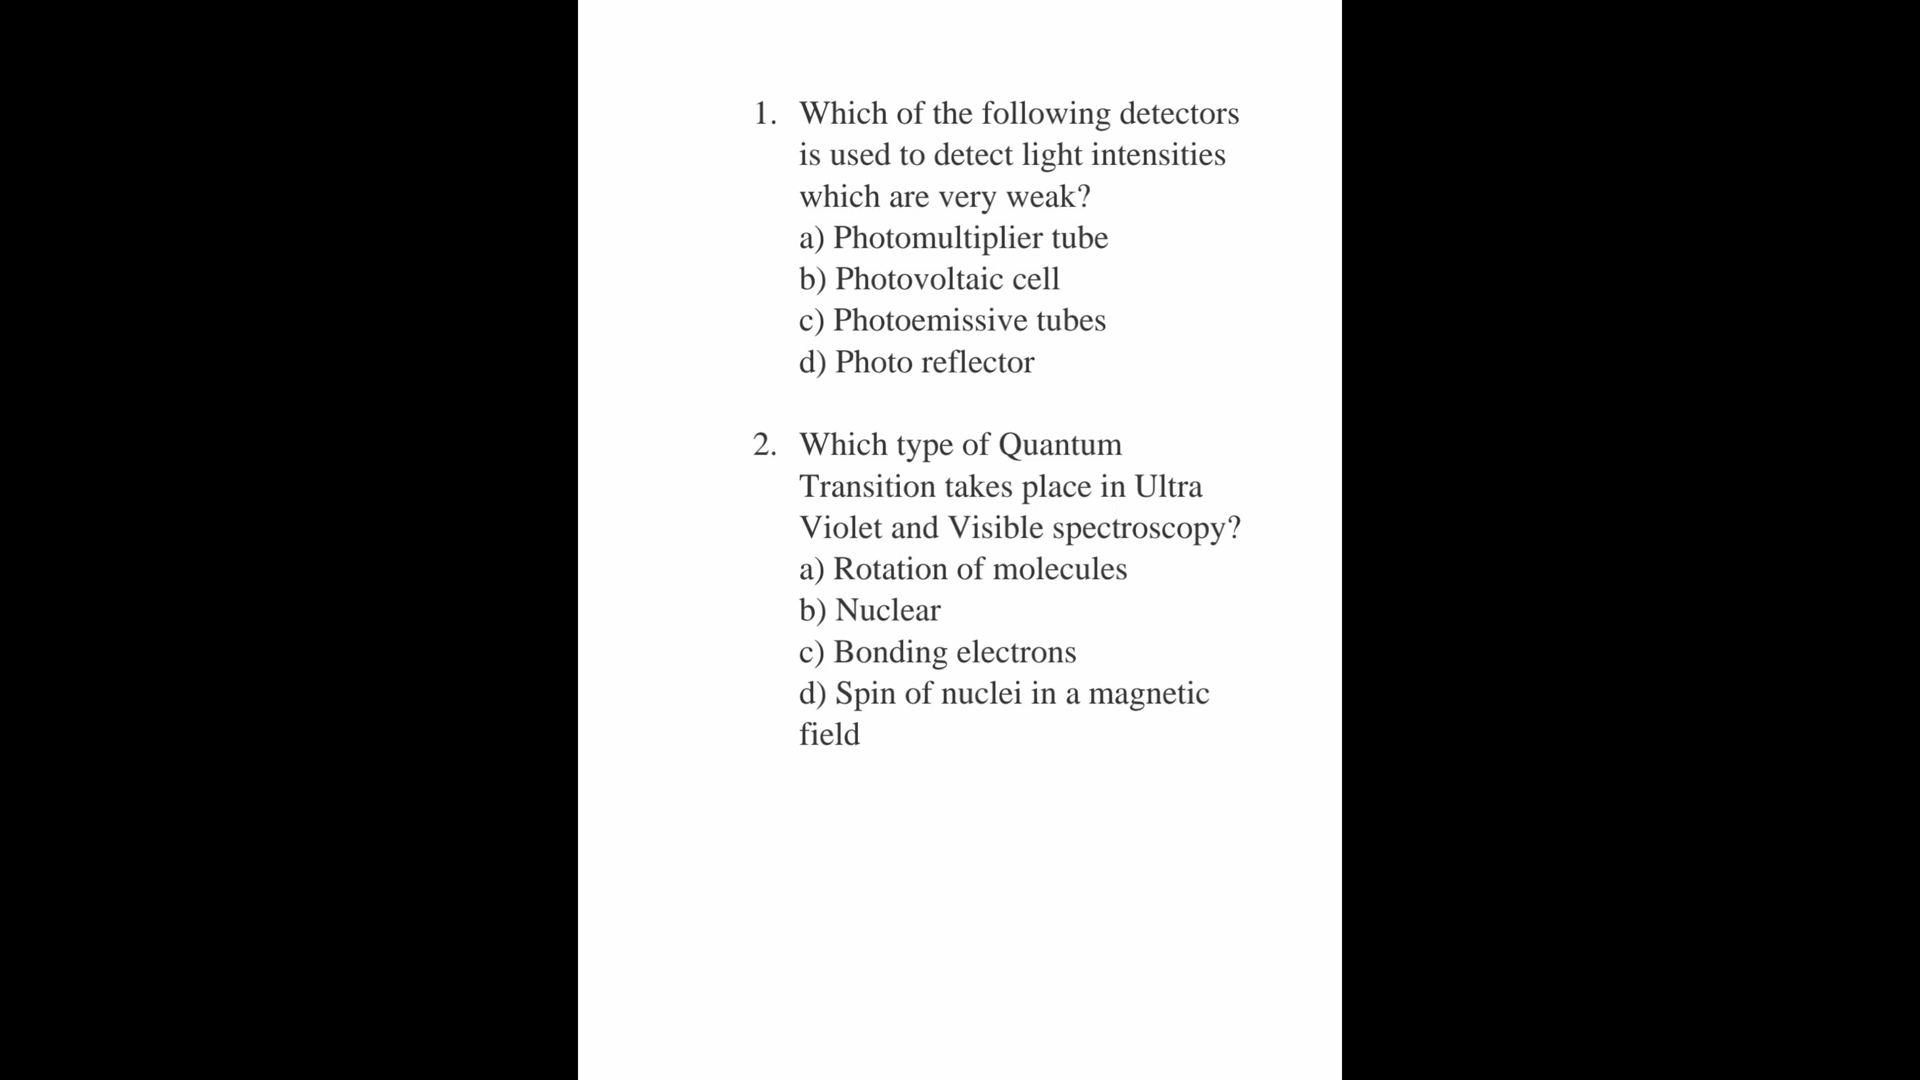 1. Which of the following detectors
is used to detect light intensities
which are very weak?
a) Photomultiplier tube
b) Photovoltaic cell
c) Photoemissive tubes
d) Photo reflector
2. Which type of Quantum
Transition takes place in Ultra
Violet and Visible spectroscopy?
a) Rotation of molecules
b) Nuclear
c) Bonding electrons
d) Spin of nuclei in a magnetic
field